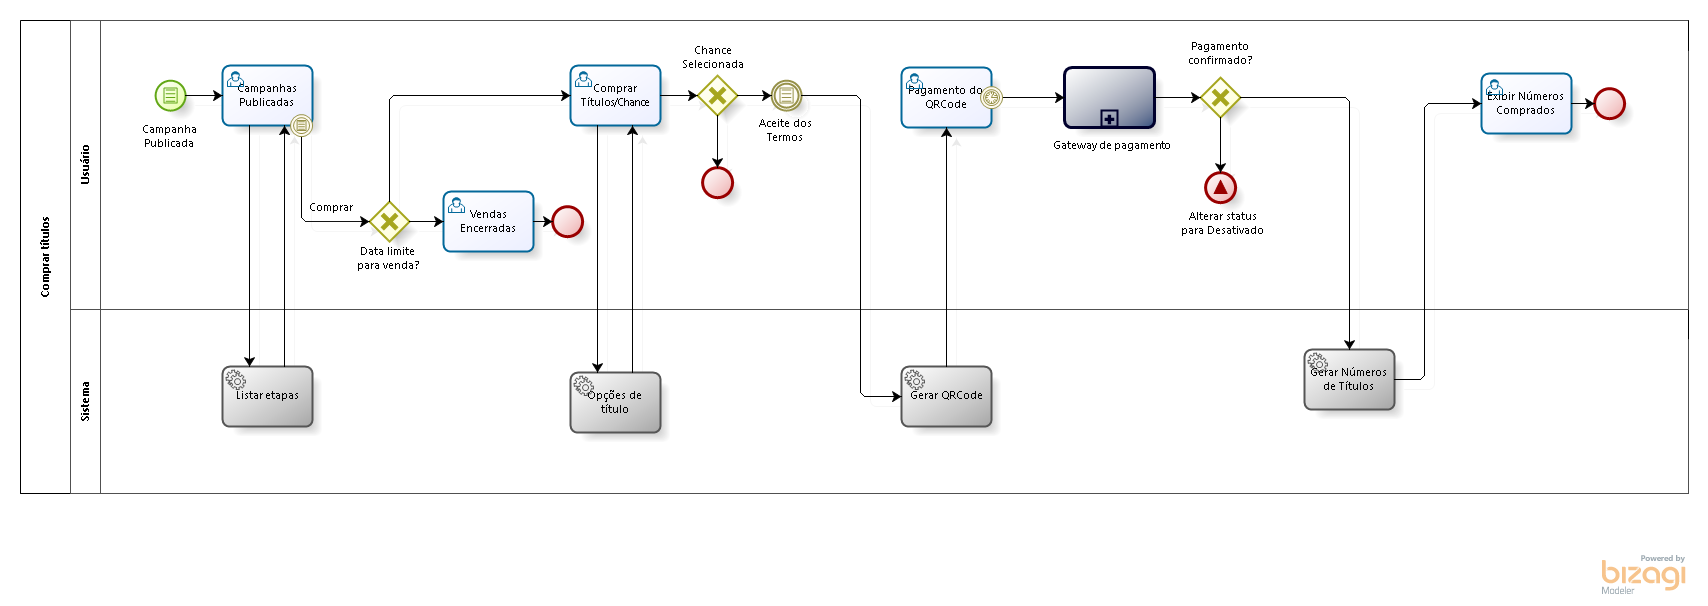 Comprar títulos
Usuário
Sistema
Campanha
Publicada
Campanhas
Publicadas
Comprar
Data limite
para venda?
Vendas
Encerradas
Comprar
Títulos/Chance
Chance
Selecionada
Aceite dos
Termos
Pagamento do
QRCode
Gateway de pagamento
Pagamento
confirmado?
Alterar status
para Desativado
Exibir Números
Comprados
Listar etapas
Opções de
título
Gerar QRCode
Gerar Números
de Títulos
Powered by
bizagi
Modeler